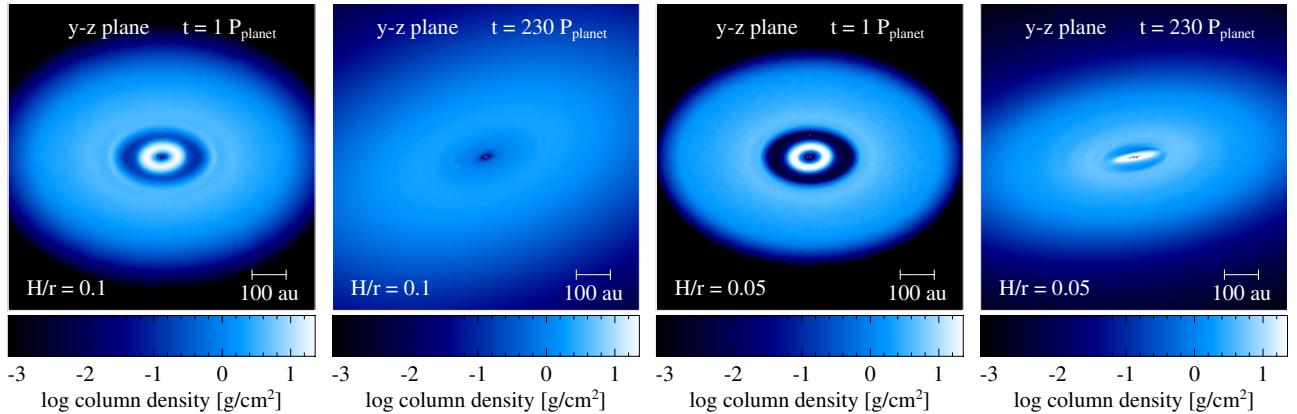 y-z plane t = 1 P_planet
H/r = 0.1 100 au
-3 -2 -1 0 1
log column density [g/cm²]
y-z plane t = 230 P_planet
H/r = 0.1 100 au
-3 -2 -1 0 1
log column density [g/cm²]
y-z plane t = 1 P_planet
H/r = 0.05 100 au
-3 -2 -1 0 1
log column density [g/cm²]
y-z plane t = 230 P_planet
H/r = 0.05 100 au
-3 -2 -1 0 1
log column density [g/cm²]